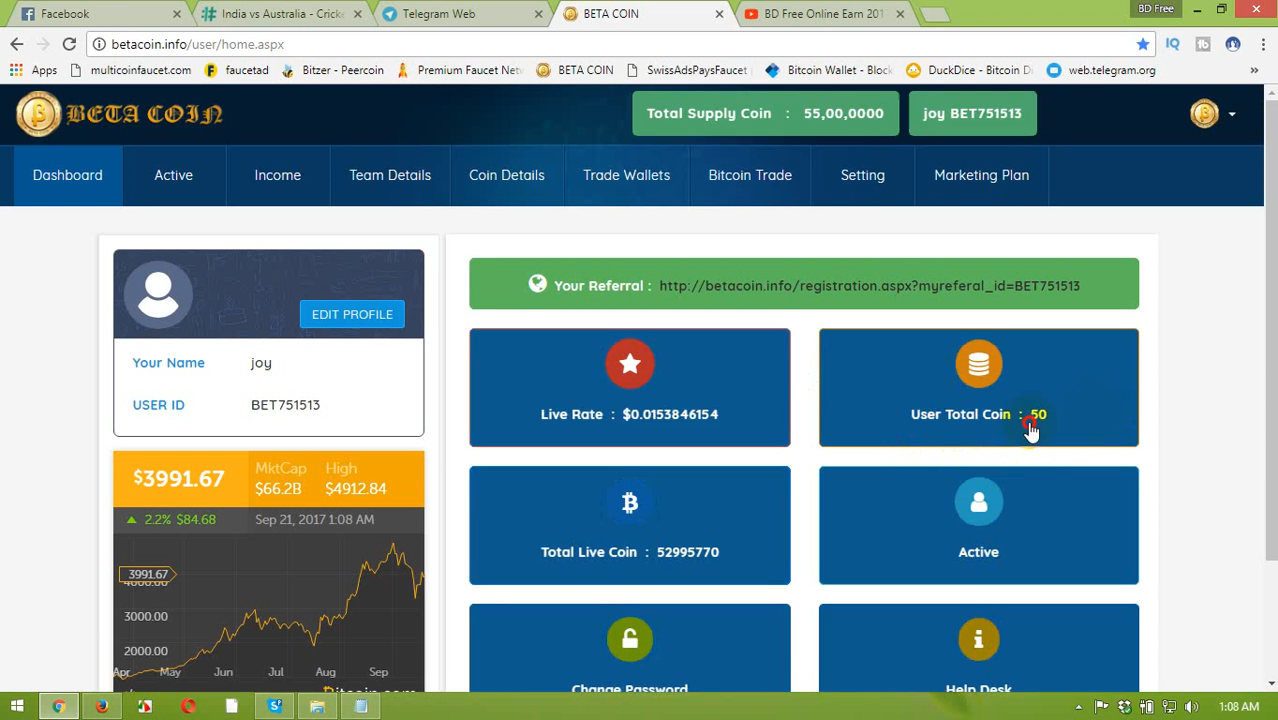 Facebook
India vs Australia - Cricke
Telegram Web
BETA COIN
BD Free Online Earn 201
BD Free
betacoin.info/user/home.aspx
Apps
multicoinfaucet.com
faucetad
Bitzer - Peercoin
Premium Faucet Net
BETA COIN
SwissAdsPaysFaucet
Bitcoin Wallet - Block
DuckDice - Bitcoin D
web.telegram.org
BETA COIN
Total Supply Coin : 55,00,0000
joy BET751513
Dashboard
Active
Income
Team Details
Coin Details
Trade Wallets
Bitcoin Trade
Setting
Marketing Plan
EDIT PROFILE
Your Name joy
USER ID BET751513
Your Referral : http://betacoin.info/registration.aspx?myreferal_id=BET751513
Live Rate : $0.0153846154
User Total Coin : 50
Total Live Coin : 52995770
Active
Change Password
Help Desk
$3991.67
MktCap
$66.2B
High
$4912.84
2.2% $84.68
Sep 21, 2017 1:08 AM
3991.67
4000.00
3000.00
2000.00
Apr
May
Jun
Jul
Aug
Sep
1:08 AM